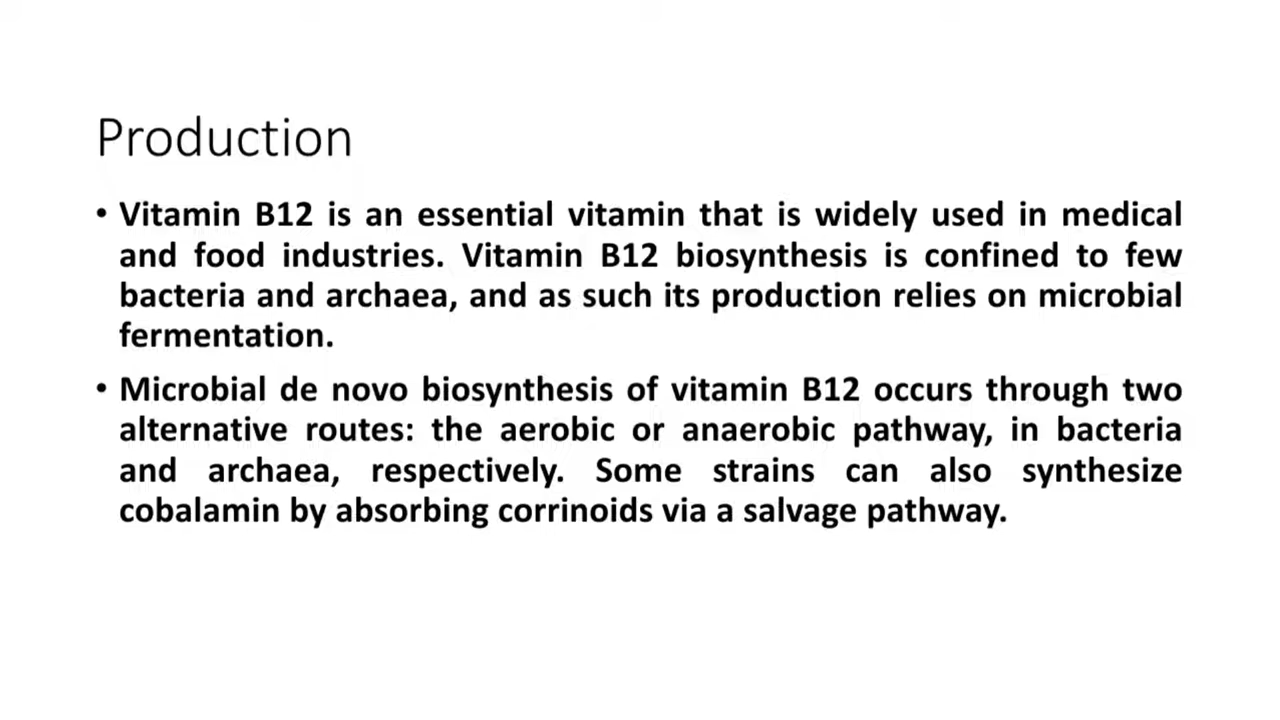 Production
• Vitamin B12 is an essential vitamin that is widely used in medical
and food industries. Vitamin B12 biosynthesis is confined to few
bacteria and archaea, and as such its production relies on microbial
fermentation.
• Microbial de novo biosynthesis of vitamin B12 occurs through two
alternative routes: the aerobic or anaerobic pathway, in bacteria
and archaea, respectively. Some strains can also synthesize
cobalamin by absorbing corrinoids via a salvage pathway.